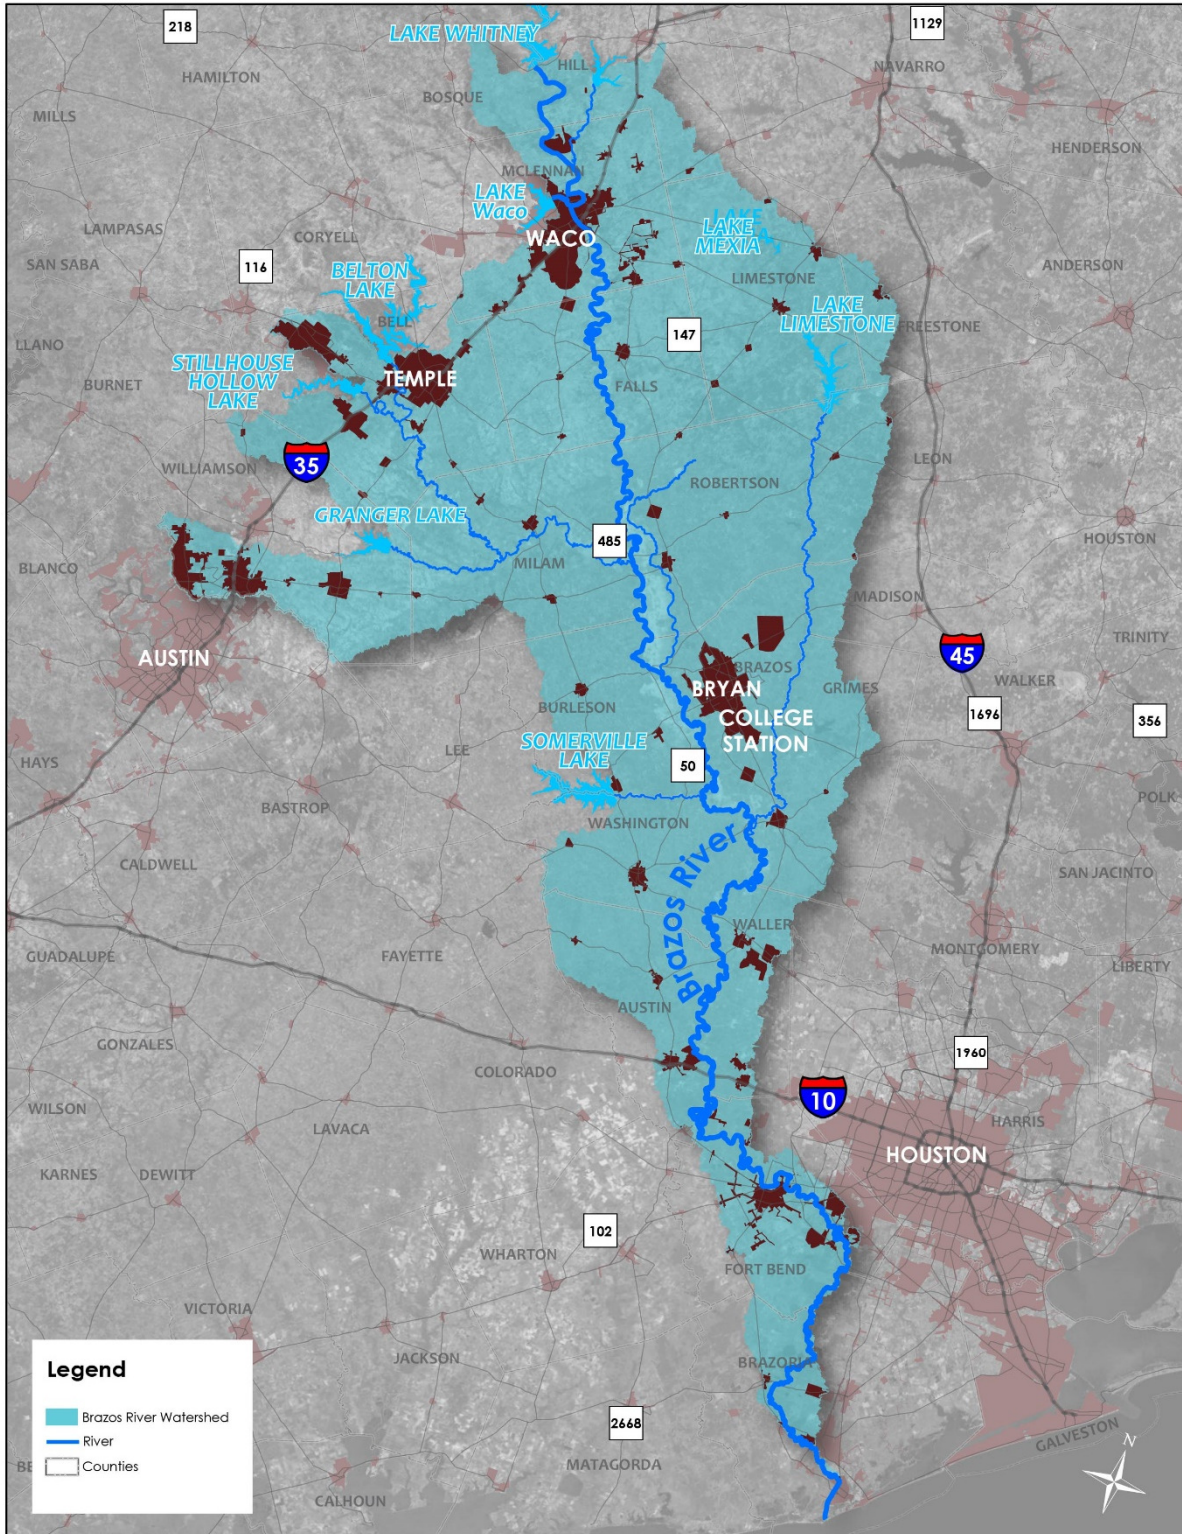 218
1129
LAKE WHITNEY
HILL
NAVARRO
HAMILTON
BOSQUE
MILLS
HENDERSON
MCLENNAN
LAKE
Waco
LAMPASAS
CORYELL
WACO
LAKE
LAKE
MEXIA
SAN SABA
116
BELTON
LAKE
LIMESTONE
ANDERSON
BELL
LAKE
LIMESTONE
FREESTONE
147
LLANO
STILLHOUSE
HOLLOW
LAKE
TEMPLE
BURNET
FALLS
WILLIAMSON
35
LEON
ROBERTSON
GRANGER LAKE
485
HOUSTON
BLANCO
MILAM
MADISON
TRINITY
AUSTIN
45
BRAZOS
WALKER
BRYAN
GRIMES
COLLEGE
STATION
BURLESON
1696
356
SOMERVILLE
LAKE
LEE
HAYS
50
BASTROP
POLK
WASHINGTON
CALDWELL
Brazos River
SAN JACINTO
WALLER
GUADALUPE
FAYETTE
MONTGOMERY
LIBERTY
AUSTIN
GONZALES
1960
COLORADO
10
WILSON
LAVACA
HARRIS
HOUSTON
KARNES
DEWITT
102
WHARTON
FORT BEND
VICTORIA
JACKSON
BRAZORIA
2668
GALVESTON
MATAGORDA
CALHOUN
N
Legend
Brazos River Watershed
River
Counties